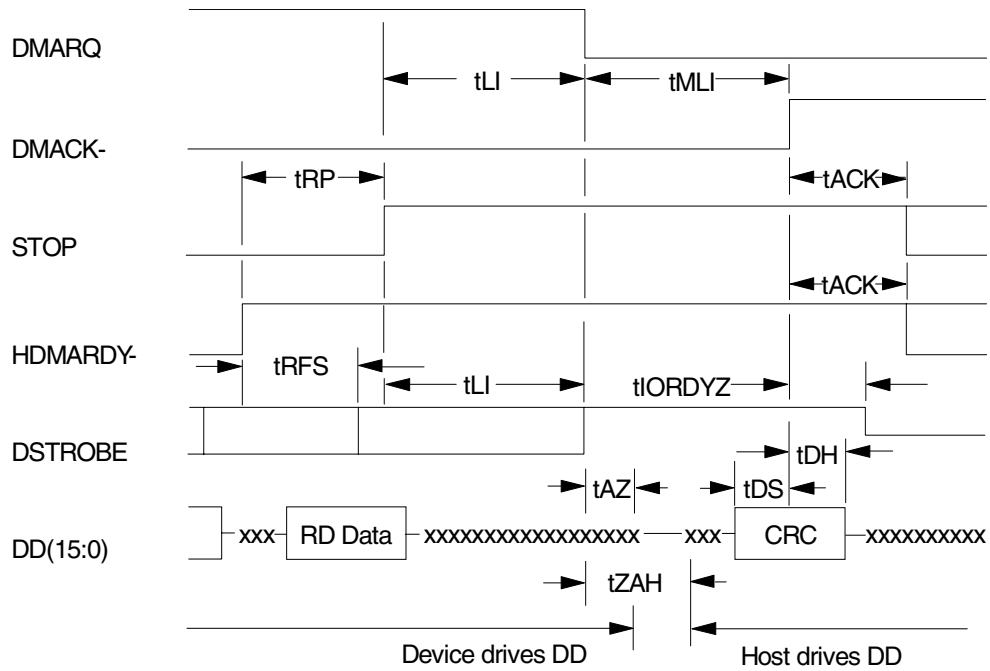 DMARQ
tLI
tMLI
DMACK-
tRP
tACK
STOP
tACK
HDMARDY-
tRFS
tLI
tIORDYZ
DSTROBE
tDH
tAZ
tDS
DD(15:0)
xxx
RD Data
xxxxxxxxxxxxxxxxxx
xxx
CRC
xxxxxxxxxx
tZAH
Device drives DD
Host drives DD